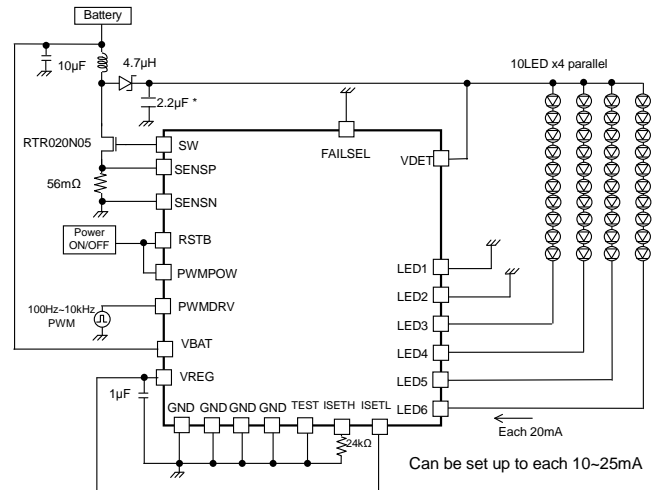 Battery
10µF
4.7µH
2.2µF *
10LED x4 parallel
RTR020N05
56mΩ
SW
FAILSEL
VDET
SENSP
SENSN
Power
ON/OFF
RSTB
PWMPOW
LED1
LED2
100Hz~10kHz
PWM
PWMDRV
LED3
VBAT
LED4
VREG
LED5
1µF
GND GND GND GND TEST ISETH ISETL
LED6
24kΩ
Each 20mA
Can be set up to each 10~25mA